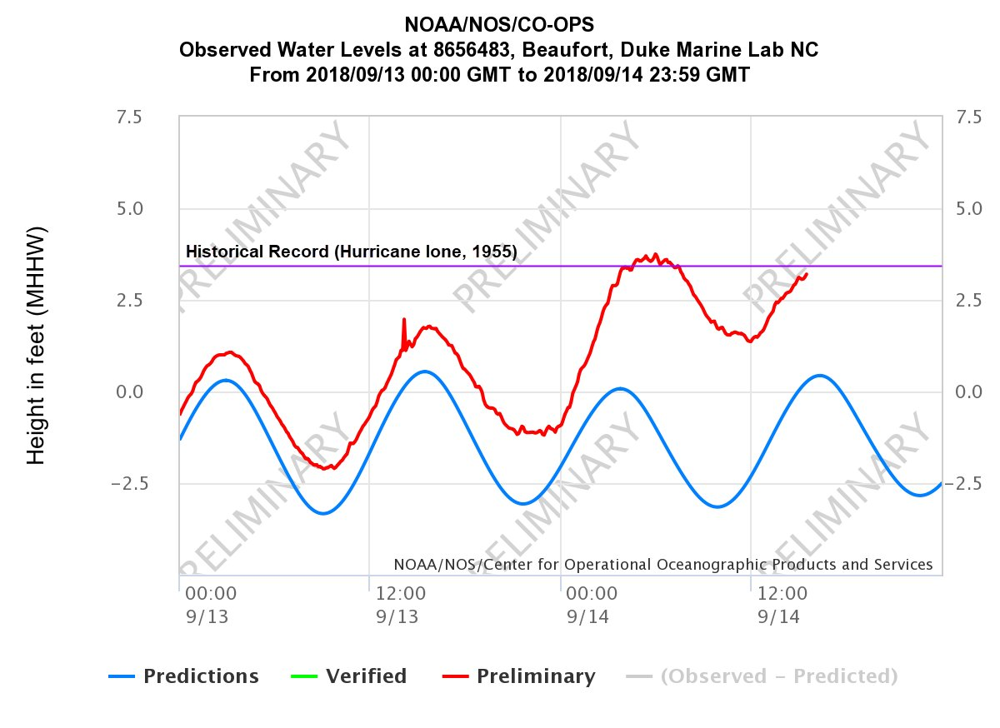 NOAA/NOS/CO-OPS
Observed Water Levels at 8656483, Beaufort, Duke Marine Lab NC
From 2018/09/13 00:00 GMT to 2018/09/14 23:59 GMT
7.5 7.5
PRELIMINARY PRELIMINARY PRELIMINARY
5.0 5.0
Historical Record (Hurricane Ione, 1955)
2.5 2.5
Height in feet (MHHW)
0.0 0.0
PRELIMINARY PRELIMINARY PRELIMINARY
−2.5 −2.5
NOAA/NOS/Center for Operational Oceanographic Products and Services
00:00 12:00 00:00 12:00
9/13 9/13 9/14 9/14
Predictions Verified Preliminary (Observed – Predicted)